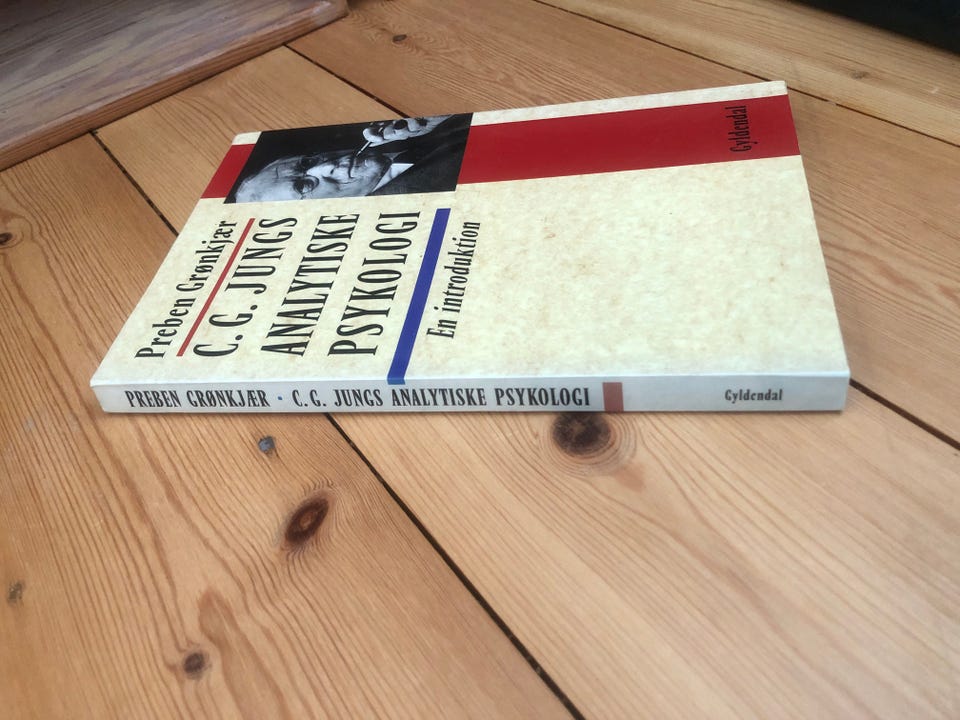 Preben Grønkjær
C. G. JUNGS
ANALYTISKE
PSYKOLOGI
En introduktion
Gyldendal
PREBEN GRØNKJÆR · C. G. JUNGS ANALYTISKE PSYKOLOGI Gyldendal